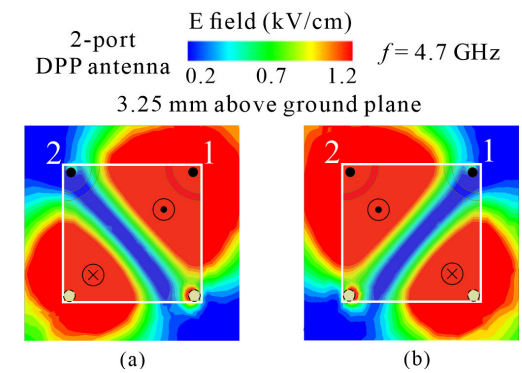 E field (kV/cm)
2-port
DPP antenna
0.2 0.7 1.2
f = 4.7 GHz
3.25 mm above ground plane
2 1
2 1
(a) (b)